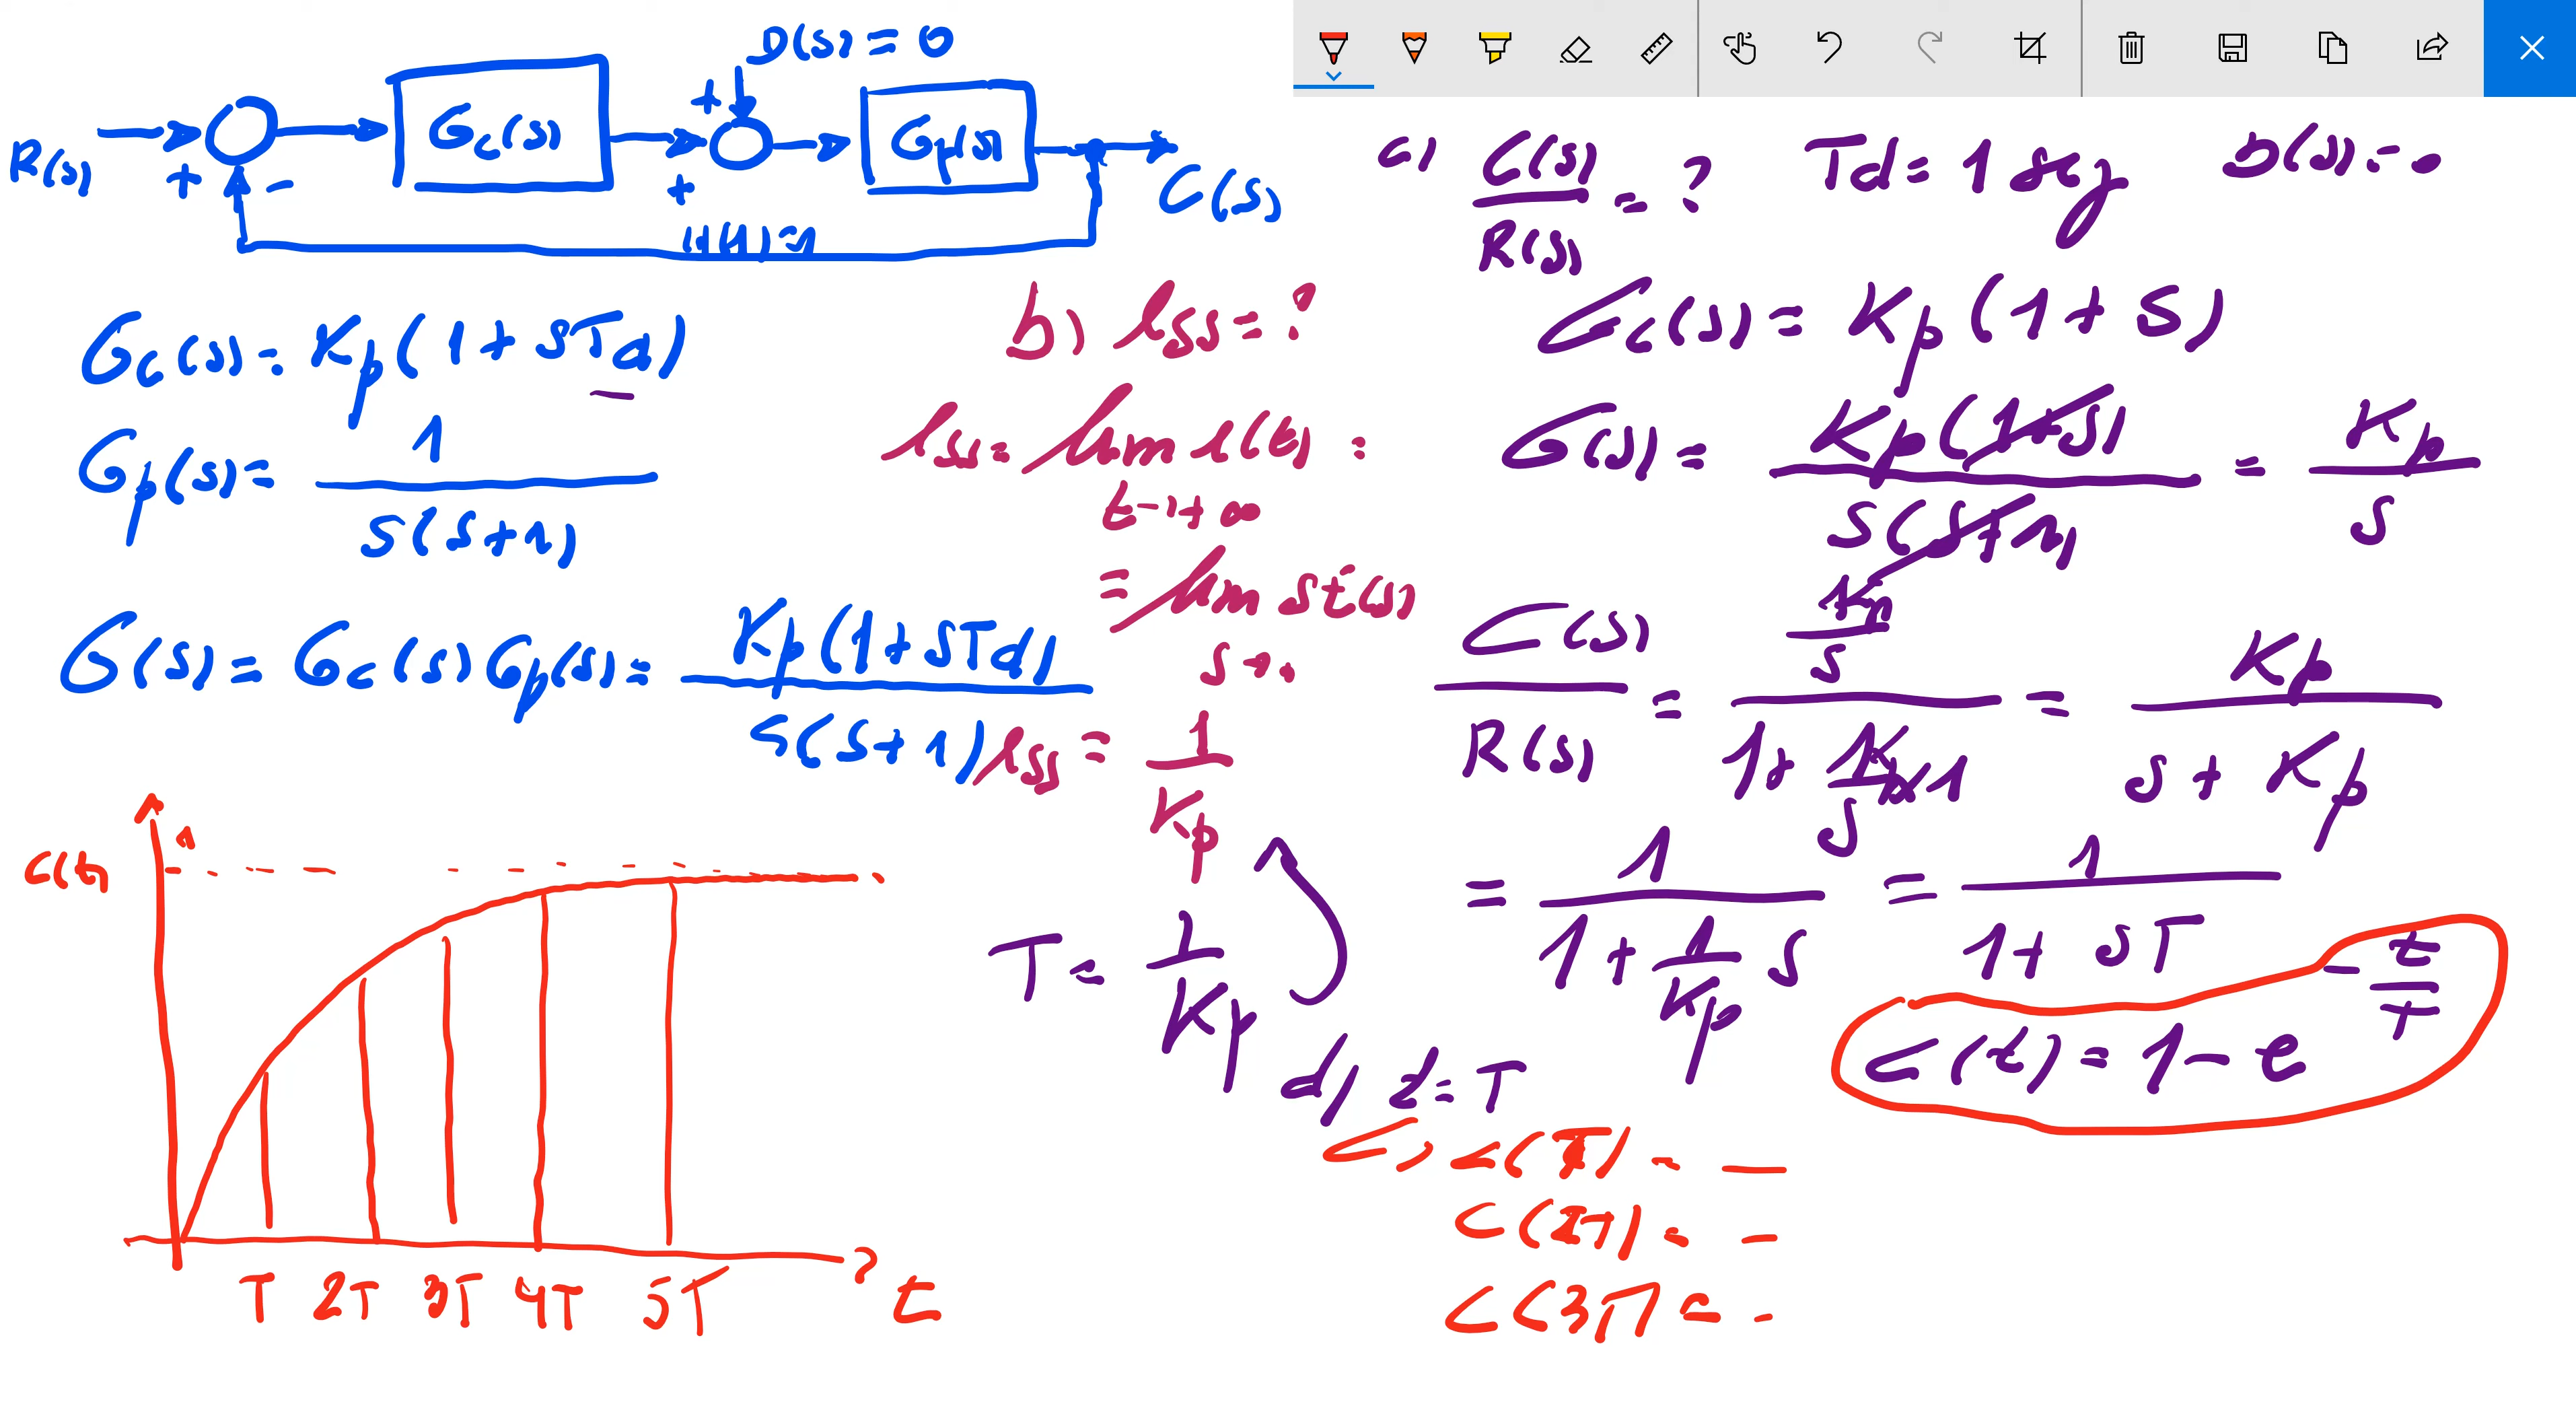 D(s) = 0
R(s) + - Gc(s) + + Gp(s) C(s)
H(s)=1
Gc(s) = Kp(1 + sTd)
Gp(s) = 1 / s(s+1)
G(s) = Gc(s) Gp(s) = Kp(1+sTd) / s(s+1)
b) ess = ?
ess = lim e(t) =
t→+∞
= lim sE(s)
s→0
ess = 1 / Kp
T = 1 / Kp
a) C(s) / R(s) = ? Td = 1 seg D(s) = 0
Gc(s) = Kp(1 + s)
G(s) = Kp(1+s) / s(s+1) = Kp / s
C(s) / R(s) = Kp/s / 1 + Kp/s × 1 = Kp / s + Kp
= 1 / 1 + 1/Kp s = 1 / 1 + sT
c(t) = 1 - e -t/T
d) t = T
c(T) = —
c(2T) = -
c(3T) = -
c(t) 1
T 2T 3T 4T 5T t